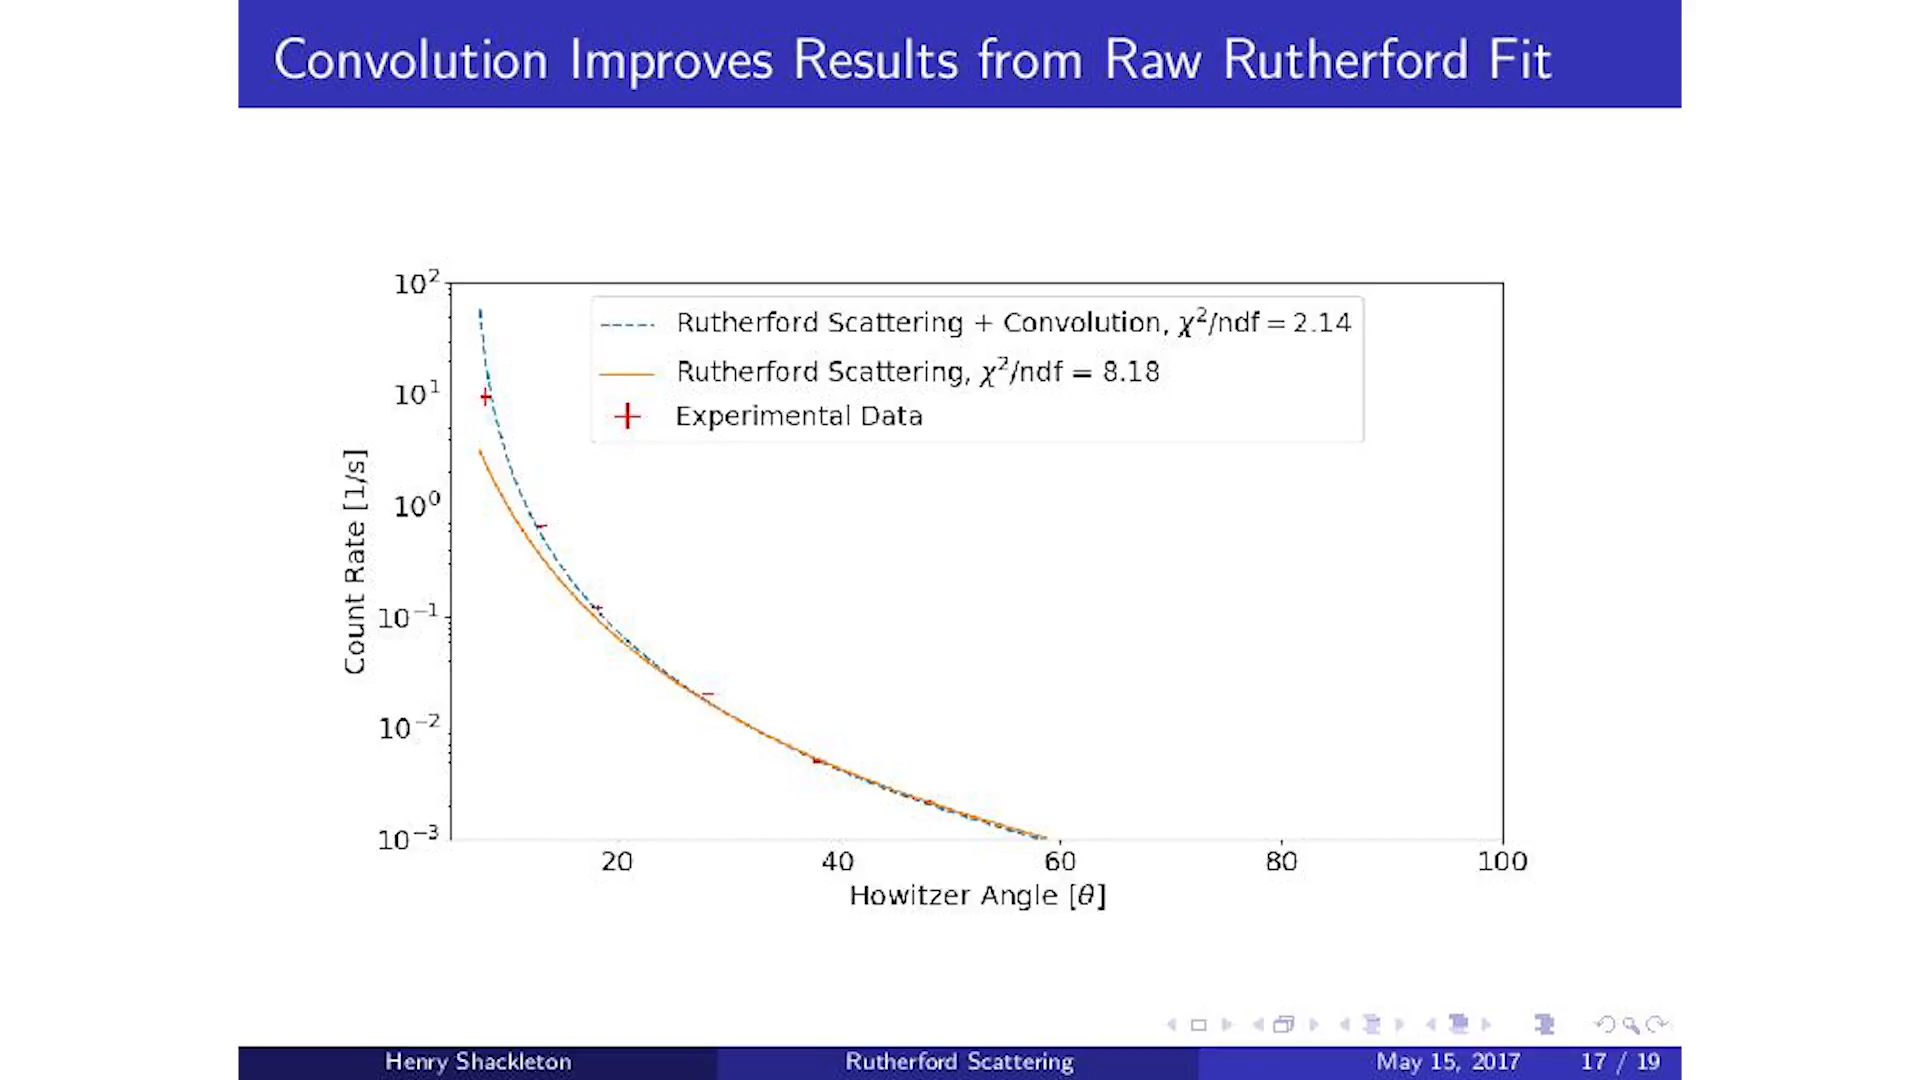 Convolution Improves Results from Raw Rutherford Fit
10²
10¹
10⁰
10⁻¹
10⁻²
10⁻³
Count Rate [1/s]
Rutherford Scattering + Convolution, χ²/ndf = 2.14
Rutherford Scattering, χ²/ndf = 8.18
Experimental Data
20 40 60 80 100
Howitzer Angle [θ]
Henry Shackleton Rutherford Scattering May 15, 2017 17 / 19